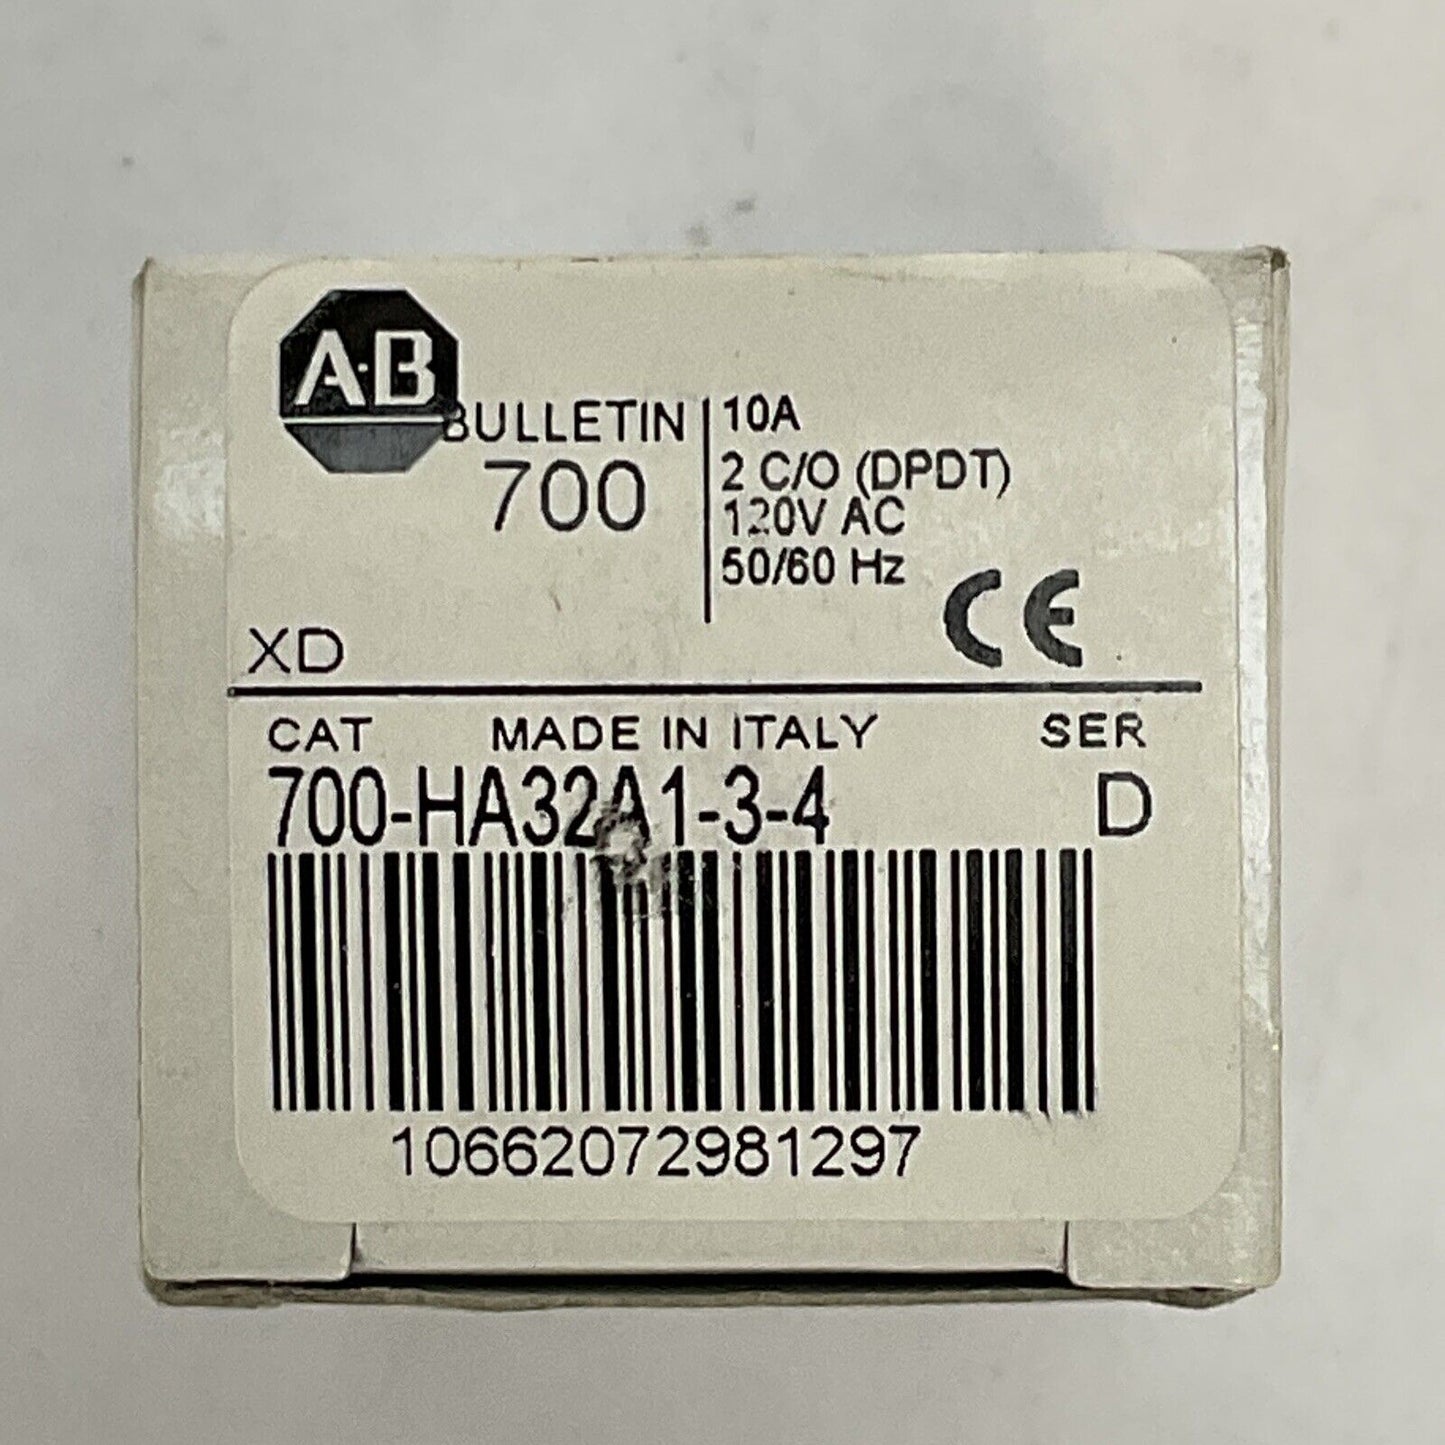 A-B
BULLETIN
700
10A
2 C/O (DPDT)
120V AC
50/60 Hz
CE
XD
CAT MADE IN ITALY SER
700-HA32A1-3-4 D
10662072981297